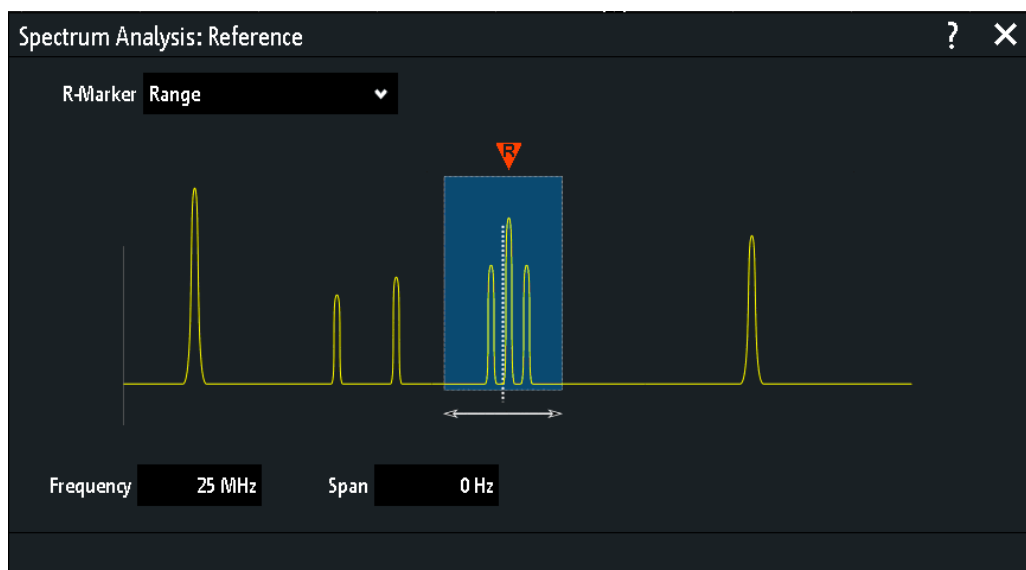 Spectrum Analysis: Reference ? ×
R-Marker Range
R
Frequency 25 MHz Span 0 Hz